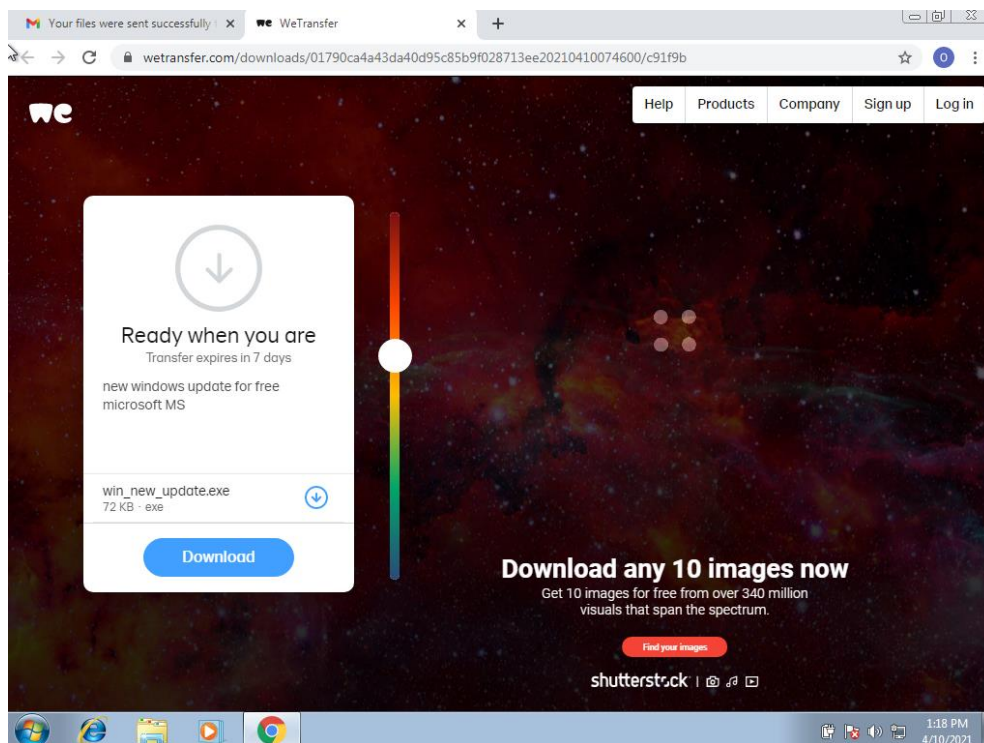 Your files were sent successfully
WeTransfer
wetransfer.com/downloads/01790ca4a43da40d95c85b9f028713ee20210410074600/c91f9b
O
we
Help Products Company Sign up Log in
Ready when you are
Transfer expires in 7 days
new windows update for free
microsoft MS
win_new_update.exe
72 KB · exe
Download
Download any 10 images now
Get 10 images for free from over 340 million
visuals that span the spectrum.
Find your images
shutterstock
1:18 PM
4/10/2021